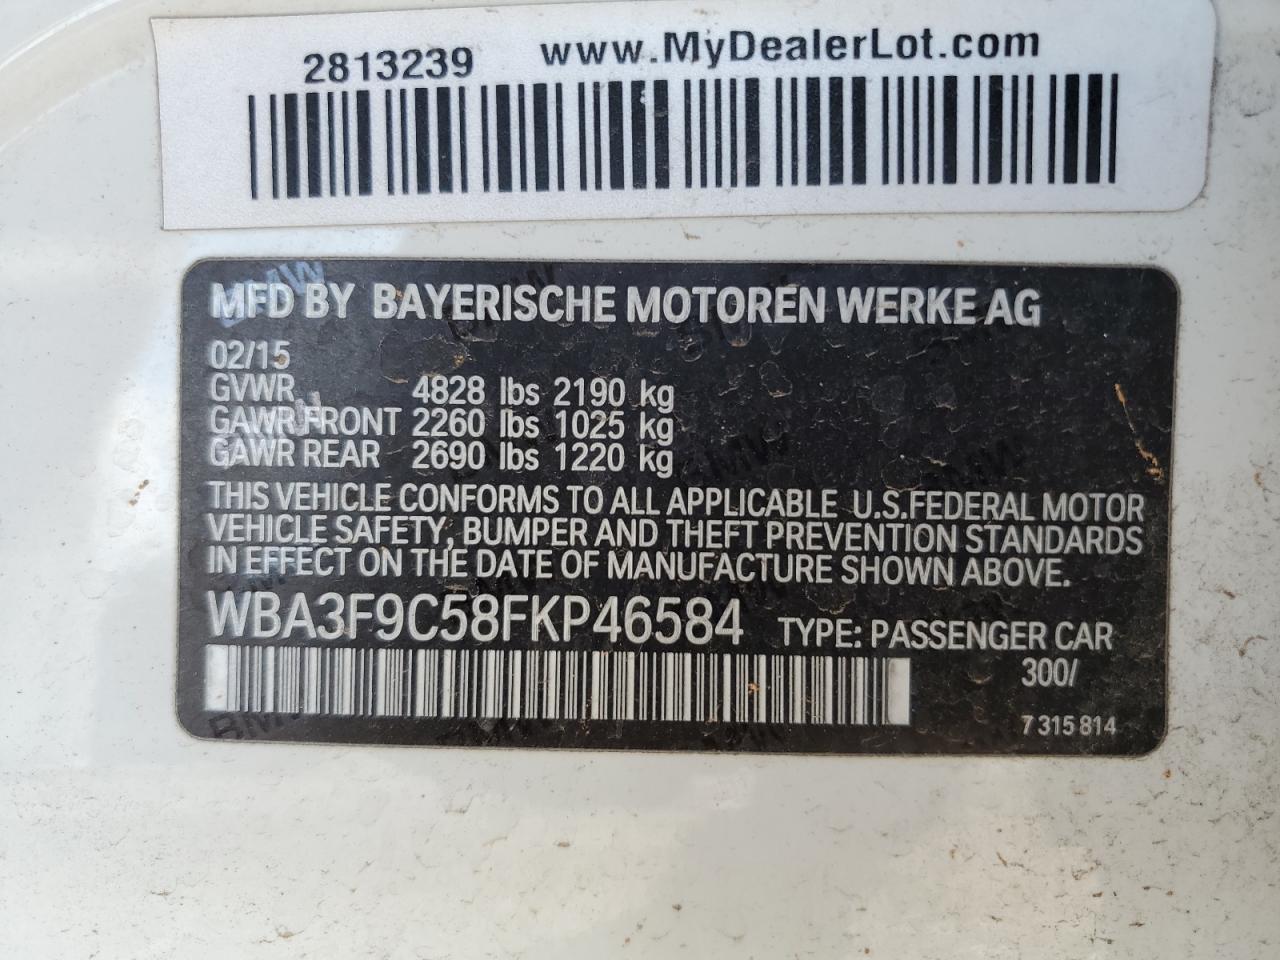 2813239 www.MyDealerLot.com
MFD BY BAYERISCHE MOTOREN WERKE AG
02/15
GVWR 4828 lbs 2190 kg
GAWR FRONT 2260 lbs 1025 kg
GAWR REAR 2690 lbs 1220 kg
THIS VEHICLE CONFORMS TO ALL APPLICABLE U.S.FEDERAL MOTOR
VEHICLE SAFETY, BUMPER AND THEFT PREVENTION STANDARDS
IN EFFECT ON THE DATE OF MANUFACTURE SHOWN ABOVE.
WBA3F9C58FKP46584 TYPE: PASSENGER CAR
300/
7 315 814